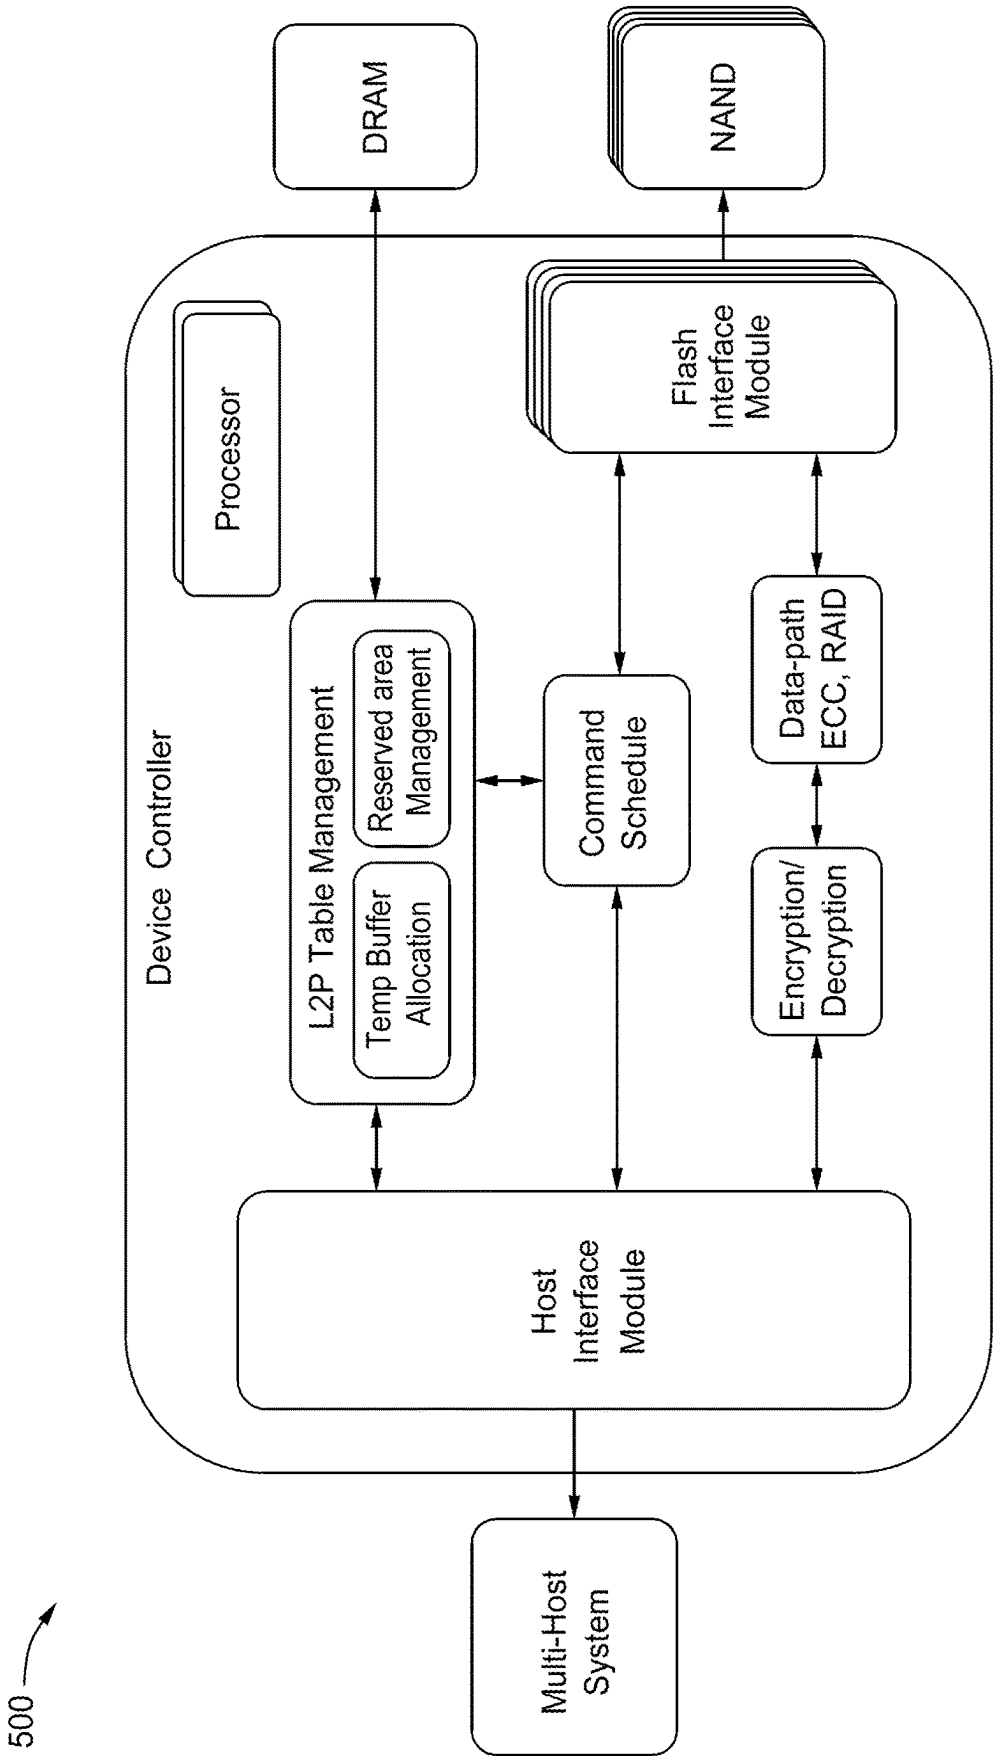 500
Device Controller
Processor
DRAM
L2P Table Management
Temp Buffer
Allocation
Reserved area
Management
Multi-Host
System
Host
Interface
Module
Command
Schedule
Flash
Interface
Module
NAND
Encryption/
Decryption
Data-path
ECC, RAID